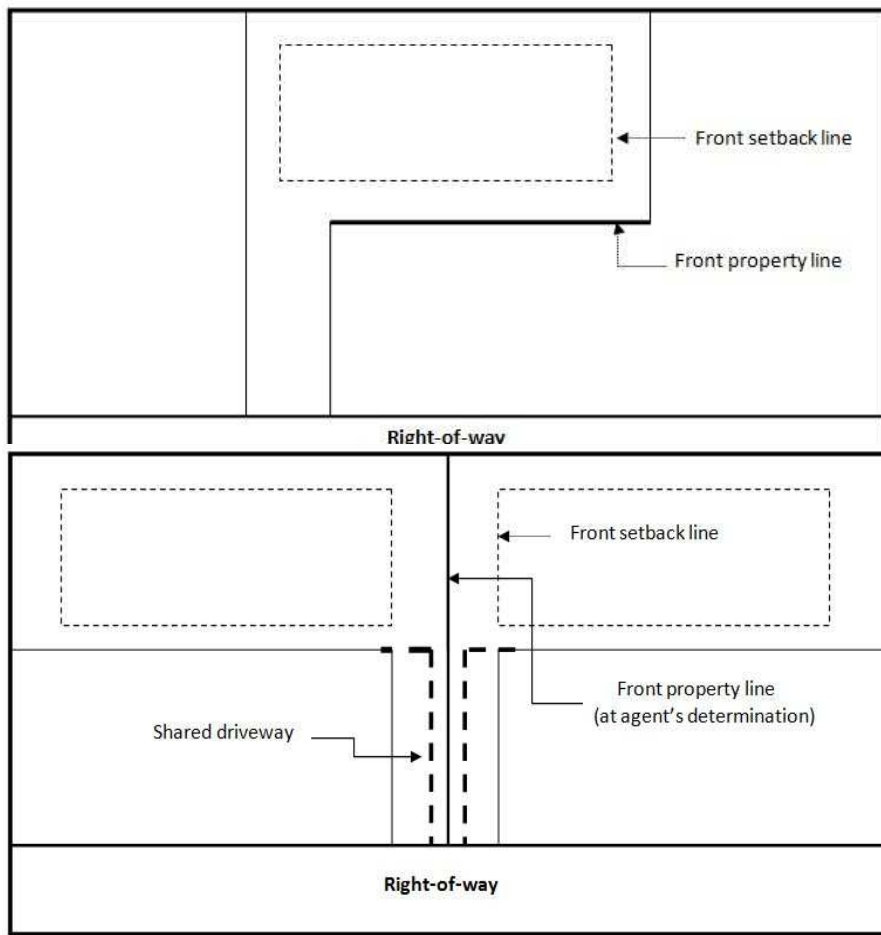 Front setback line
Front property line
Right-of-way
Front setback line
Front property line
(at agent's determination)
Shared driveway
Right-of-way